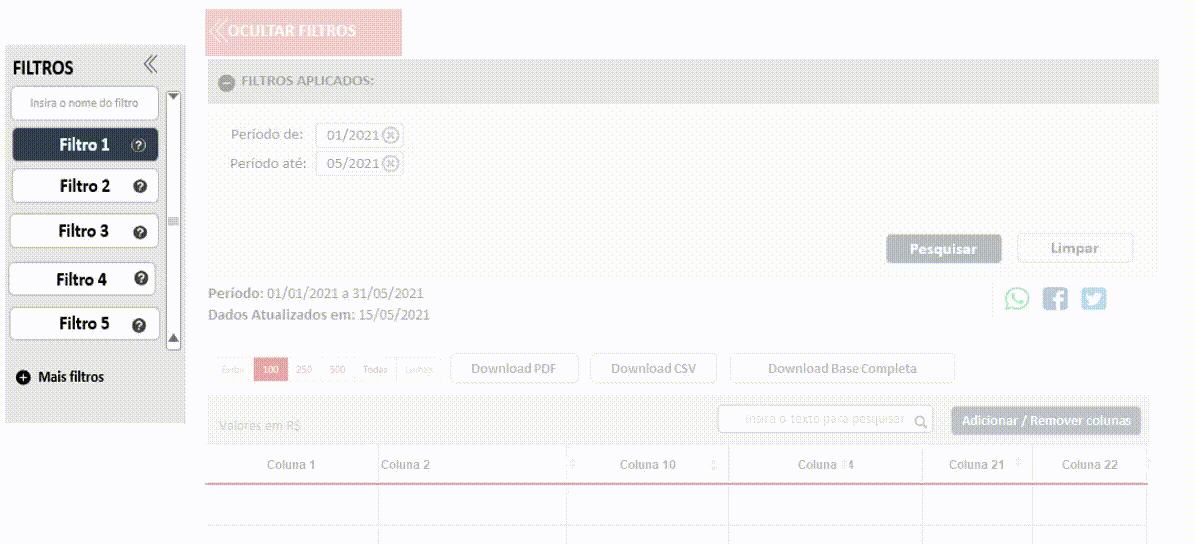 OCULTAR FILTROS
FILTROS
Insira o nome do filtro
Filtro 1 ?
Filtro 2 ?
Filtro 3 ?
Filtro 4 ?
Filtro 5 ?
Mais filtros
FILTROS APLICADOS:
Período de: 01/2021
Período até: 05/2021
Pesquisar Limpar
Período: 01/01/2021 a 31/05/2021
Dados Atualizados em: 15/05/2021
Exibir 100 250 500 Todas Linhas Download PDF Download CSV Download Base Completa
Valores em R$ Insira o texto para pesquisar Adicionar / Remover colunas
Coluna 1 Coluna 2 Coluna 10 Coluna 14 Coluna 21 Coluna 22